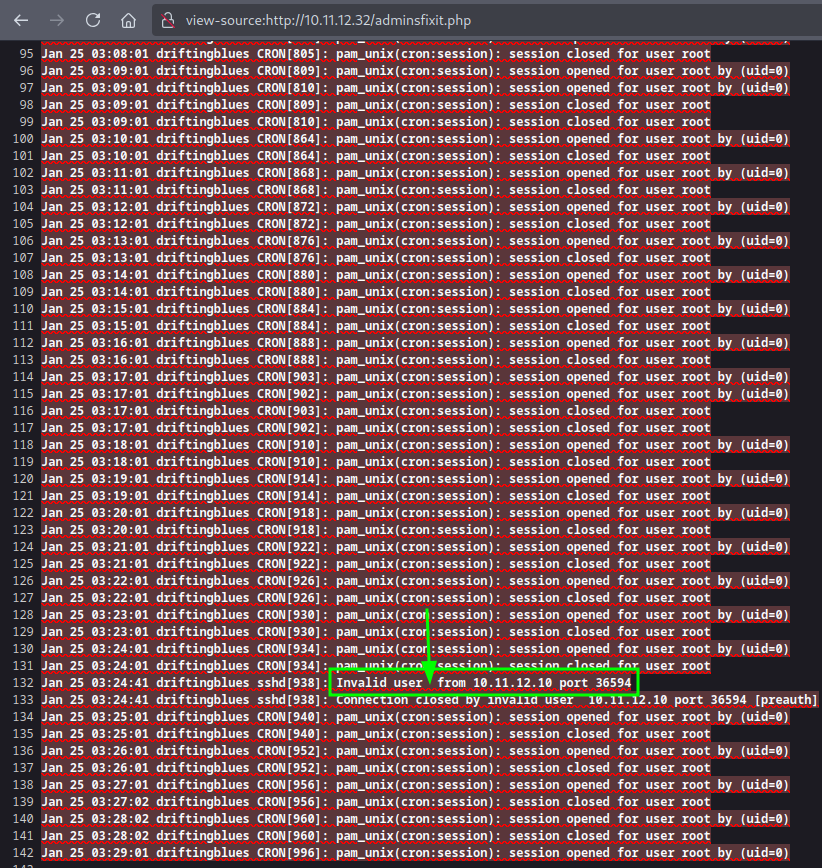 view-source:http://10.11.12.32/adminsfixit.php
95 Jan 25 03:08:01 driftingblues CRON[805]: pam_unix(cron:session): session closed for user root
96 Jan 25 03:09:01 driftingblues CRON[809]: pam_unix(cron:session): session opened for user root by (uid=0)
97 Jan 25 03:09:01 driftingblues CRON[810]: pam_unix(cron:session): session opened for user root by (uid=0)
98 Jan 25 03:09:01 driftingblues CRON[809]: pam_unix(cron:session): session closed for user root
99 Jan 25 03:09:01 driftingblues CRON[810]: pam_unix(cron:session): session closed for user root
100 Jan 25 03:10:01 driftingblues CRON[864]: pam_unix(cron:session): session opened for user root by (uid=0)
101 Jan 25 03:10:01 driftingblues CRON[864]: pam_unix(cron:session): session closed for user root
102 Jan 25 03:11:01 driftingblues CRON[868]: pam_unix(cron:session): session opened for user root by (uid=0)
103 Jan 25 03:11:01 driftingblues CRON[868]: pam_unix(cron:session): session closed for user root
104 Jan 25 03:12:01 driftingblues CRON[872]: pam_unix(cron:session): session opened for user root by (uid=0)
105 Jan 25 03:12:01 driftingblues CRON[872]: pam_unix(cron:session): session closed for user root
106 Jan 25 03:13:01 driftingblues CRON[876]: pam_unix(cron:session): session opened for user root by (uid=0)
107 Jan 25 03:13:01 driftingblues CRON[876]: pam_unix(cron:session): session closed for user root
108 Jan 25 03:14:01 driftingblues CRON[880]: pam_unix(cron:session): session opened for user root by (uid=0)
109 Jan 25 03:14:01 driftingblues CRON[880]: pam_unix(cron:session): session closed for user root
110 Jan 25 03:15:01 driftingblues CRON[884]: pam_unix(cron:session): session opened for user root by (uid=0)
111 Jan 25 03:15:01 driftingblues CRON[884]: pam_unix(cron:session): session closed for user root
112 Jan 25 03:16:01 driftingblues CRON[888]: pam_unix(cron:session): session opened for user root by (uid=0)
113 Jan 25 03:16:01 driftingblues CRON[888]: pam_unix(cron:session): session closed for user root
114 Jan 25 03:17:01 driftingblues CRON[903]: pam_unix(cron:session): session opened for user root by (uid=0)
115 Jan 25 03:17:01 driftingblues CRON[902]: pam_unix(cron:session): session opened for user root by (uid=0)
116 Jan 25 03:17:01 driftingblues CRON[903]: pam_unix(cron:session): session closed for user root
117 Jan 25 03:17:01 driftingblues CRON[902]: pam_unix(cron:session): session closed for user root
118 Jan 25 03:18:01 driftingblues CRON[910]: pam_unix(cron:session): session opened for user root by (uid=0)
119 Jan 25 03:18:01 driftingblues CRON[910]: pam_unix(cron:session): session closed for user root
120 Jan 25 03:19:01 driftingblues CRON[914]: pam_unix(cron:session): session opened for user root by (uid=0)
121 Jan 25 03:19:01 driftingblues CRON[914]: pam_unix(cron:session): session closed for user root
122 Jan 25 03:20:01 driftingblues CRON[918]: pam_unix(cron:session): session opened for user root by (uid=0)
123 Jan 25 03:20:01 driftingblues CRON[918]: pam_unix(cron:session): session closed for user root
124 Jan 25 03:21:01 driftingblues CRON[922]: pam_unix(cron:session): session opened for user root by (uid=0)
125 Jan 25 03:21:01 driftingblues CRON[922]: pam_unix(cron:session): session closed for user root
126 Jan 25 03:22:01 driftingblues CRON[926]: pam_unix(cron:session): session opened for user root by (uid=0)
127 Jan 25 03:22:01 driftingblues CRON[926]: pam_unix(cron:session): session closed for user root
128 Jan 25 03:23:01 driftingblues CRON[930]: pam_unix(cron:session): session opened for user root by (uid=0)
129 Jan 25 03:23:01 driftingblues CRON[930]: pam_unix(cron:session): session closed for user root
130 Jan 25 03:24:01 driftingblues CRON[934]: pam_unix(cron:session): session opened for user root by (uid=0)
131 Jan 25 03:24:01 driftingblues CRON[934]: pam_unix(cron:session): session closed for user root
132 Jan 25 03:24:41 driftingblues sshd[938]: Invalid user  from 10.11.12.10 port 36594
133 Jan 25 03:24:41 driftingblues sshd[938]: Connection closed by invalid user  10.11.12.10 port 36594 [preauth]
134 Jan 25 03:25:01 driftingblues CRON[940]: pam_unix(cron:session): session opened for user root by (uid=0)
135 Jan 25 03:25:01 driftingblues CRON[940]: pam_unix(cron:session): session closed for user root
136 Jan 25 03:26:01 driftingblues CRON[952]: pam_unix(cron:session): session opened for user root by (uid=0)
137 Jan 25 03:26:01 driftingblues CRON[952]: pam_unix(cron:session): session closed for user root
138 Jan 25 03:27:01 driftingblues CRON[956]: pam_unix(cron:session): session opened for user root by (uid=0)
139 Jan 25 03:27:02 driftingblues CRON[956]: pam_unix(cron:session): session closed for user root
140 Jan 25 03:28:02 driftingblues CRON[960]: pam_unix(cron:session): session opened for user root by (uid=0)
141 Jan 25 03:28:02 driftingblues CRON[960]: pam_unix(cron:session): session closed for user root
142 Jan 25 03:29:01 driftingblues CRON[996]: pam_unix(cron:session): session opened for user root by (uid=0)